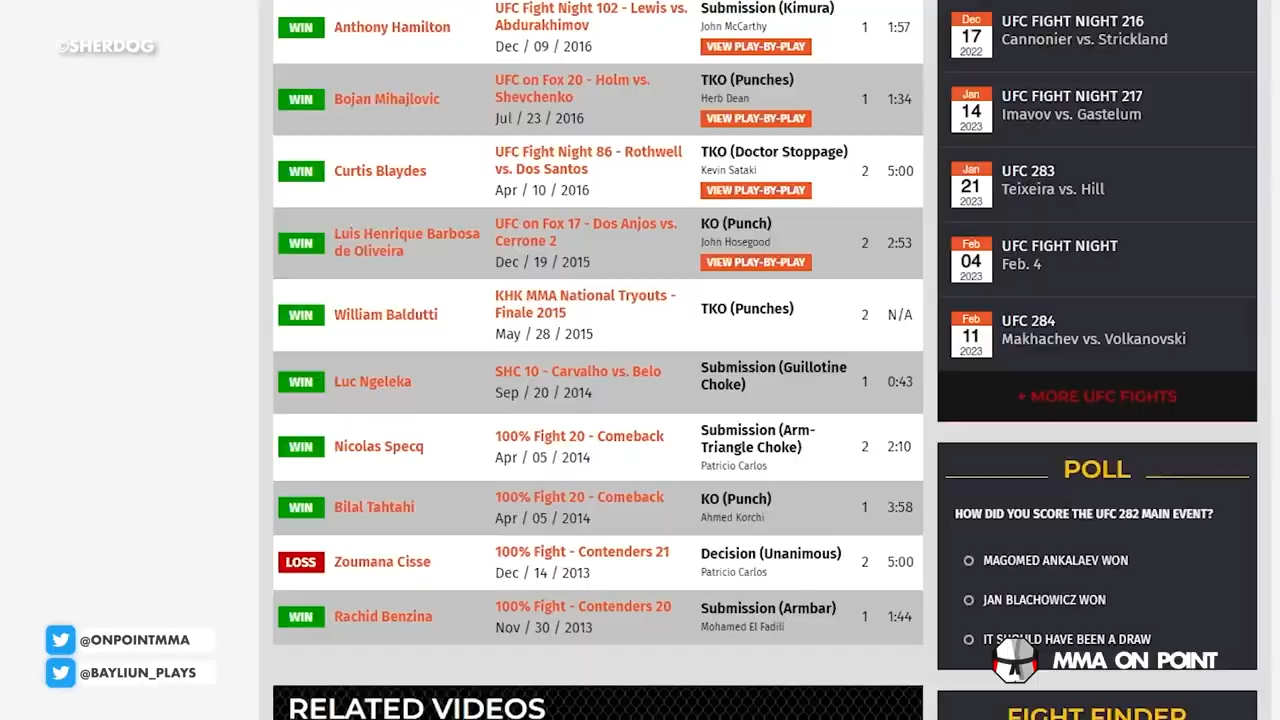 ©SHERDOG
WIN
Anthony Hamilton
UFC Fight Night 102 - Lewis vs.
Abdurakhimov
Dec / 09 / 2016
Submission (Kimura)
John McCarthy
VIEW PLAY-BY-PLAY
1
1:57
WIN
Bojan Mihajlovic
UFC on Fox 20 - Holm vs.
Shevchenko
Jul / 23 / 2016
TKO (Punches)
Herb Dean
VIEW PLAY-BY-PLAY
1
1:34
WIN
Curtis Blaydes
UFC Fight Night 86 - Rothwell
vs. Dos Santos
Apr / 10 / 2016
TKO (Doctor Stoppage)
Kevin Sataki
VIEW PLAY-BY-PLAY
2
5:00
WIN
Luis Henrique Barbosa
de Oliveira
UFC on Fox 17 - Dos Anjos vs.
Cerrone 2
Dec / 19 / 2015
KO (Punch)
John Hosegood
VIEW PLAY-BY-PLAY
2
2:53
WIN
William Baldutti
KHK MMA National Tryouts -
Finale 2015
May / 28 / 2015
TKO (Punches)
2
N/A
WIN
Luc Ngeleka
SHC 10 - Carvalho vs. Belo
Sep / 20 / 2014
Submission (Guillotine
Choke)
1
0:43
WIN
Nicolas Specq
100% Fight 20 - Comeback
Apr / 05 / 2014
Submission (Arm-
Triangle Choke)
Patricio Carlos
2
2:10
WIN
Bilal Tahtahi
100% Fight 20 - Comeback
Apr / 05 / 2014
KO (Punch)
Ahmed Korchi
1
3:58
LOSS
Zoumana Cisse
100% Fight - Contenders 21
Dec / 14 / 2013
Decision (Unanimous)
Patricio Carlos
2
5:00
WIN
Rachid Benzina
100% Fight - Contenders 20
Nov / 30 / 2013
Submission (Armbar)
Mohamed El Fadili
1
1:44
RELATED VIDEOS
Dec
17
2022
UFC FIGHT NIGHT 216
Cannonier vs. Strickland
Jan
14
2023
UFC FIGHT NIGHT 217
Imavov vs. Gastelum
Jan
21
2023
UFC 283
Teixeira vs. Hill
Feb
04
2023
UFC FIGHT NIGHT
Feb. 4
Feb
11
2023
UFC 284
Makhachev vs. Volkanovski
+ MORE UFC FIGHTS
POLL
HOW DID YOU SCORE THE UFC 282 MAIN EVENT?
MAGOMED ANKALAEV WON
JAN BLACHOWICZ WON
IT SHOULD HAVE BEEN A DRAW
MMA ON POINT
FIGHT FINDER
@ONPOINTMMA
@BAYLIUN_PLAYS